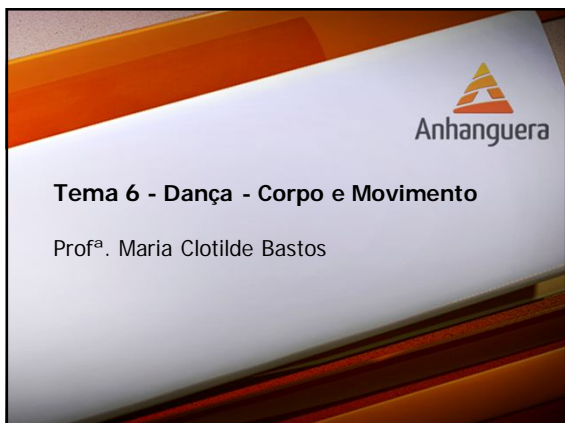 Anhanguera
Tema 6 - Dança - Corpo e Movimento
Profª. Maria Clotilde Bastos